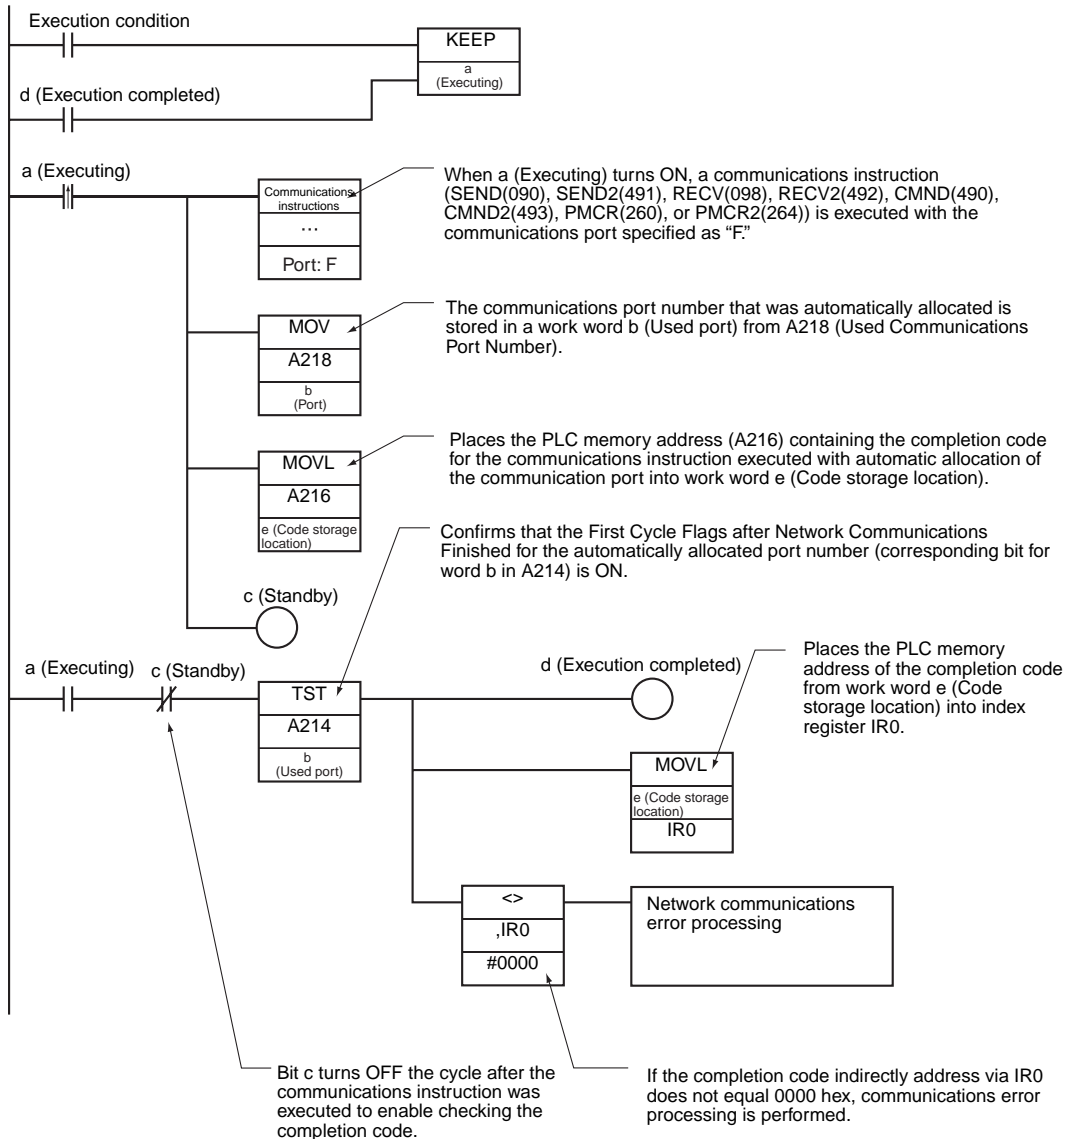 Execution condition
KEEP
a
(Executing)
d (Execution completed)
a (Executing)
Communications
instructions
...
Port: F
When a (Executing) turns ON, a communications instruction
(SEND(090), SEND2(491), RECV(098), RECV2(492), CMND(490),
CMND2(493), PMCR(260), or PMCR2(264)) is executed with the
communications port specified as “F.”
MOV
A218
b
(Port)
The communications port number that was automatically allocated is
stored in a work word b (Used port) from A218 (Used Communications
Port Number).
MOVL
A216
e (Code storage
location)
Places the PLC memory address (A216) containing the completion code
for the communications instruction executed with automatic allocation of
the communication port into work word e (Code storage location).
Confirms that the First Cycle Flags after Network Communications
Finished for the automatically allocated port number (corresponding bit for
word b in A214) is ON.
c (Standby)
a (Executing)
c (Standby)
TST
A214
b
(Used port)
d (Execution completed)
Places the PLC memory
address of the completion code
from work word e (Code
storage location) into index
register IR0.
MOVL
e (Code storage
location)
IR0
<>
,IR0
#0000
Network communications
error processing
Bit c turns OFF the cycle after the
communications instruction was
executed to enable checking the
completion code.
If the completion code indirectly address via IR0
does not equal 0000 hex, communications error
processing is performed.